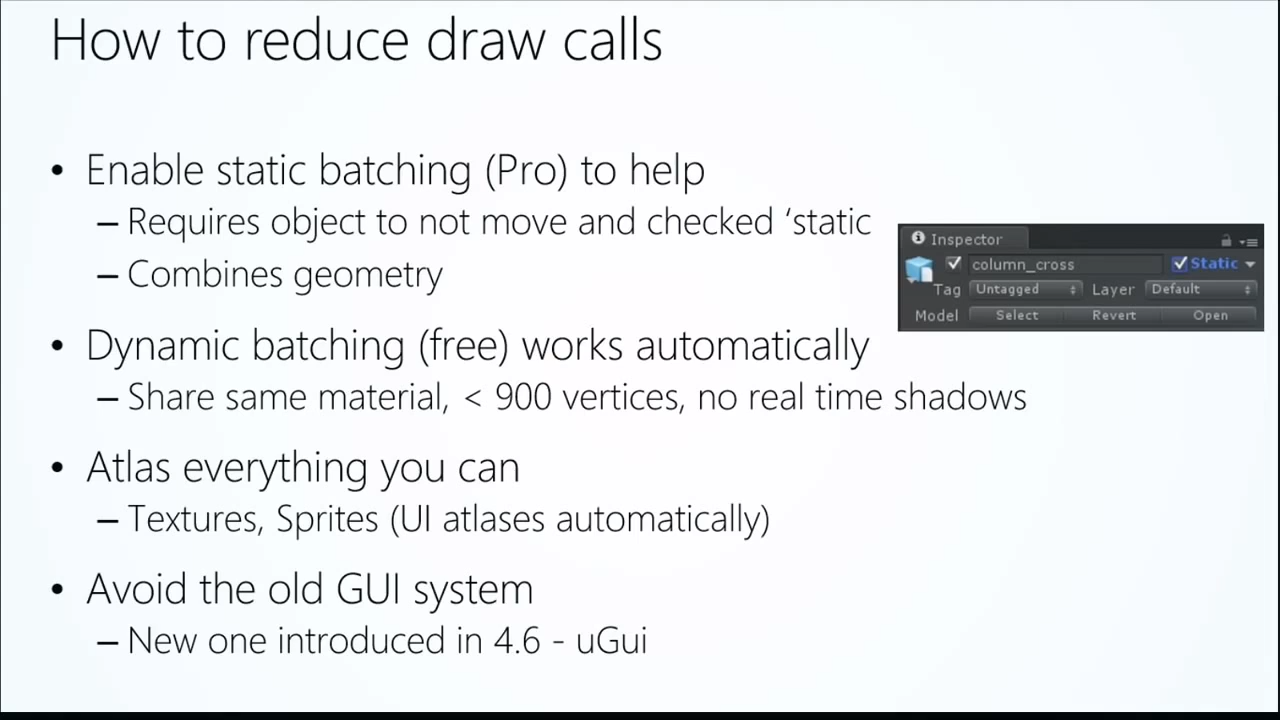 How to reduce draw calls
• Enable static batching (Pro) to help
– Requires object to not move and checked ‘static
– Combines geometry
Inspector
column_cross Static
Tag Untagged Layer Default
Model Select Revert Open
• Dynamic batching (free) works automatically
– Share same material, < 900 vertices, no real time shadows
• Atlas everything you can
– Textures, Sprites (UI atlases automatically)
• Avoid the old GUI system
– New one introduced in 4.6 - uGui